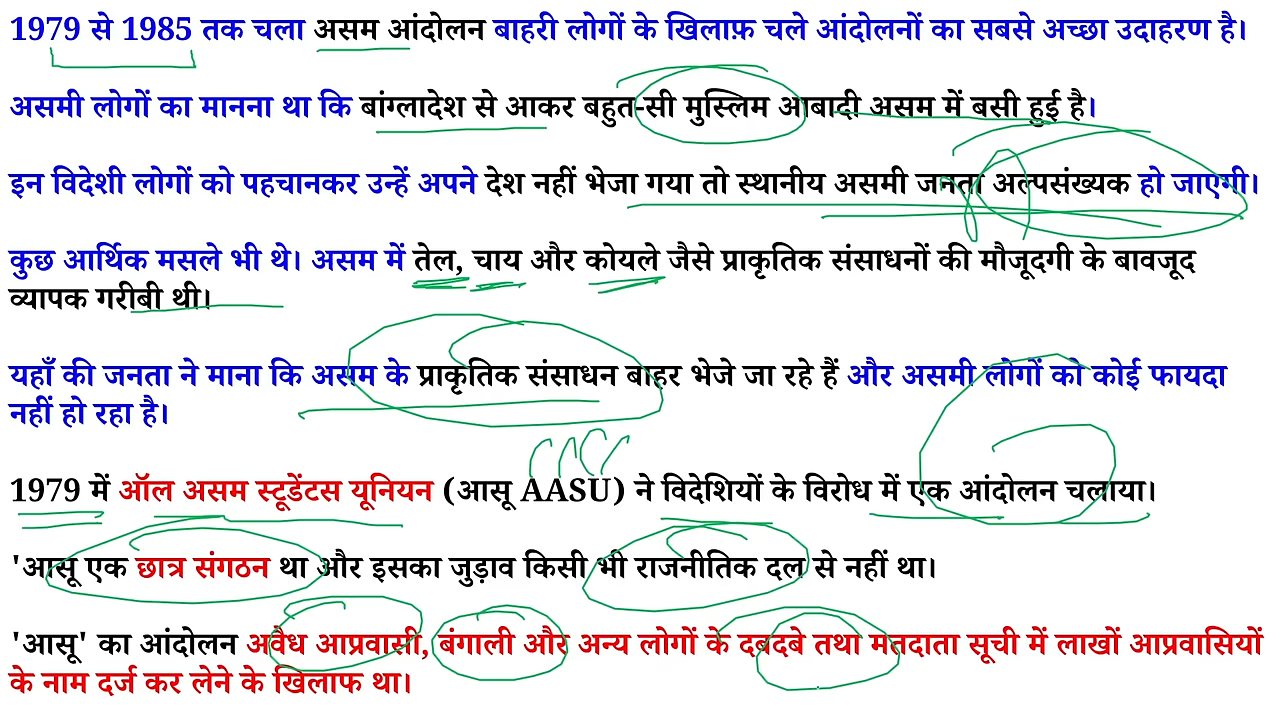 1979 से 1985 तक चला असम आंदोलन बाहरी लोगों के खिलाफ़ चले आंदोलनों का सबसे अच्छा उदाहरण है।
असमी लोगों का मानना था कि बांग्लादेश से आकर बहुत-सी मुस्लिम आबादी असम में बसी हुई है।
इन विदेशी लोगों को पहचानकर उन्हें अपने देश नहीं भेजा गया तो स्थानीय असमी जनता अल्पसंख्यक हो जाएगी।
कुछ आर्थिक मसले भी थे। असम में तेल, चाय और कोयले जैसे प्राकृतिक संसाधनों की मौजूदगी के बावजूद
व्यापक गरीबी थी।
यहाँ की जनता ने माना कि असम के प्राकृतिक संसाधन बाहर भेजे जा रहे हैं और असमी लोगों को कोई फायदा
नहीं हो रहा है।
1979 में ऑल असम स्टूडेंटस यूनियन (आसू AASU) ने विदेशियों के विरोध में एक आंदोलन चलाया।
'आसू एक छात्र संगठन था और इसका जुड़ाव किसी भी राजनीतिक दल से नहीं था।
'आसू' का आंदोलन अवैध आप्रवासी, बंगाली और अन्य लोगों के दबदबे तथा मतदाता सूची में लाखों आप्रवासियों
के नाम दर्ज कर लेने के खिलाफ था।